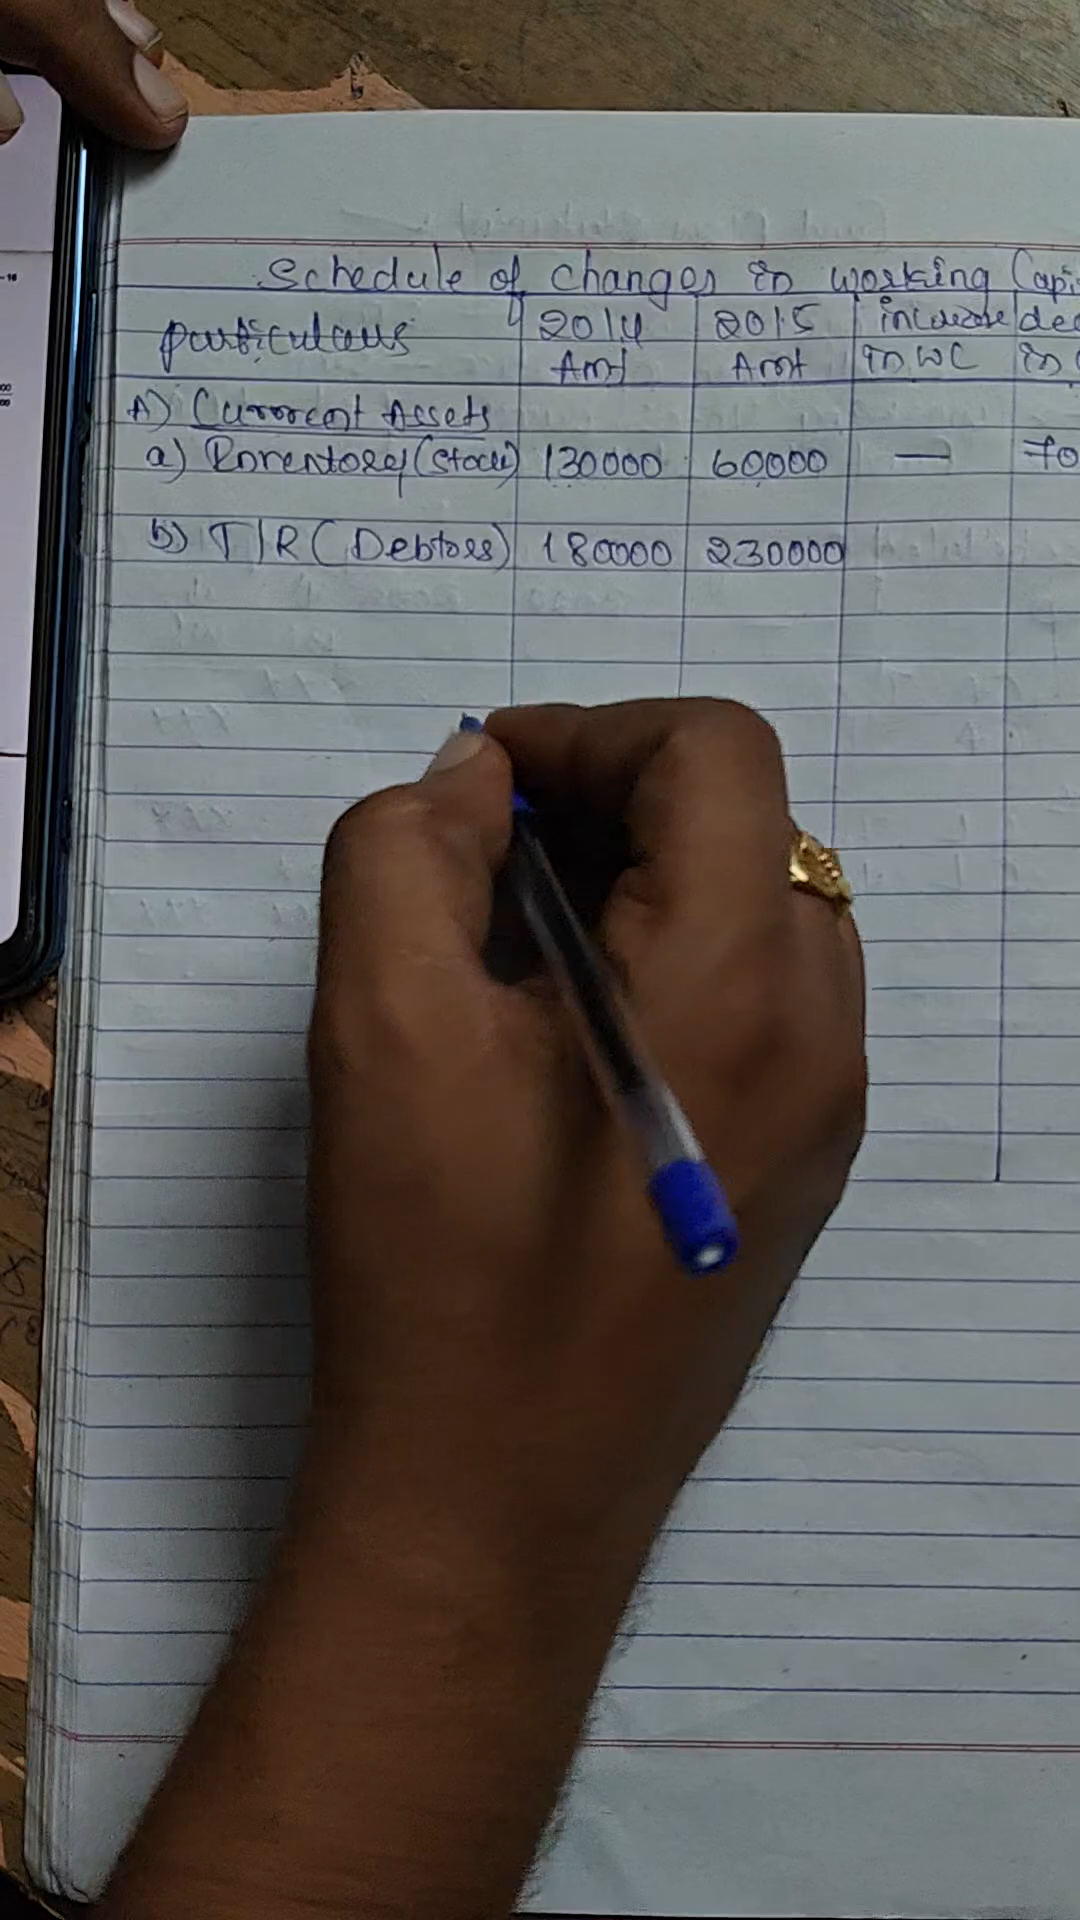 Schedule of changes in working Capi
particulars 2014 2015 increase dec
Amt Amt in WC in
A) Current Assets
a) Inventory (Stock) 130000 60000 — 70
b) T/R (Debtors) 180000 230000